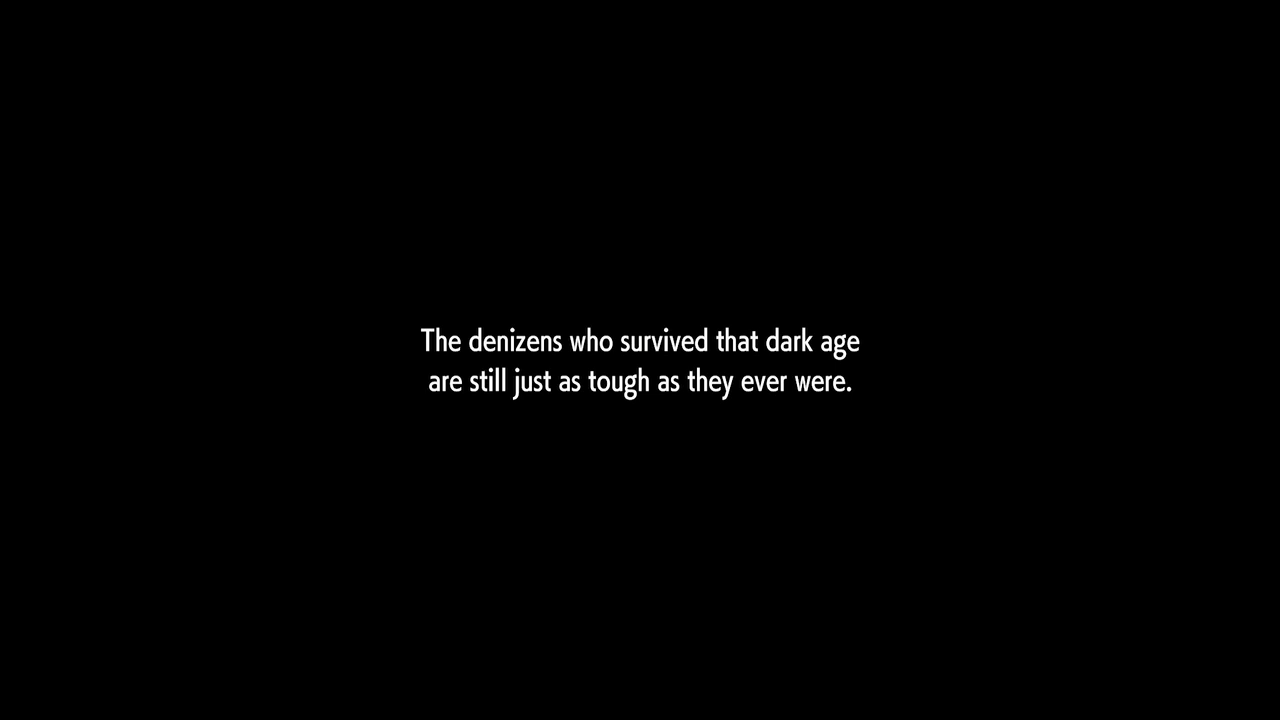 The denizens who survived that dark age
are still just as tough as they ever were.